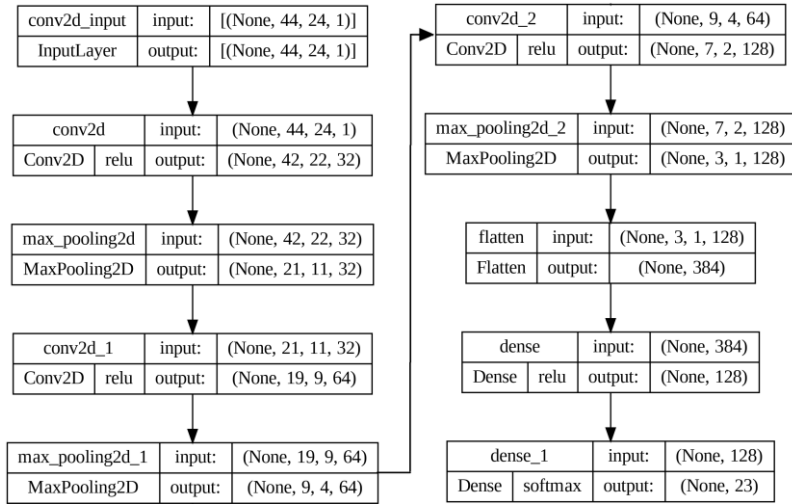 conv2d_input input: [(None, 44, 24, 1)]
InputLayer output: [(None, 44, 24, 1)]
conv2d input: (None, 44, 24, 1)
Conv2D relu output: (None, 42, 22, 32)
max_pooling2d input: (None, 42, 22, 32)
MaxPooling2D output: (None, 21, 11, 32)
conv2d_1 input: (None, 21, 11, 32)
Conv2D relu output: (None, 19, 9, 64)
max_pooling2d_1 input: (None, 19, 9, 64)
MaxPooling2D output: (None, 9, 4, 64)
conv2d_2 input: (None, 9, 4, 64)
Conv2D relu output: (None, 7, 2, 128)
max_pooling2d_2 input: (None, 7, 2, 128)
MaxPooling2D output: (None, 3, 1, 128)
flatten input: (None, 3, 1, 128)
Flatten output: (None, 384)
dense input: (None, 384)
Dense relu output: (None, 128)
dense_1 input: (None, 128)
Dense softmax output: (None, 23)